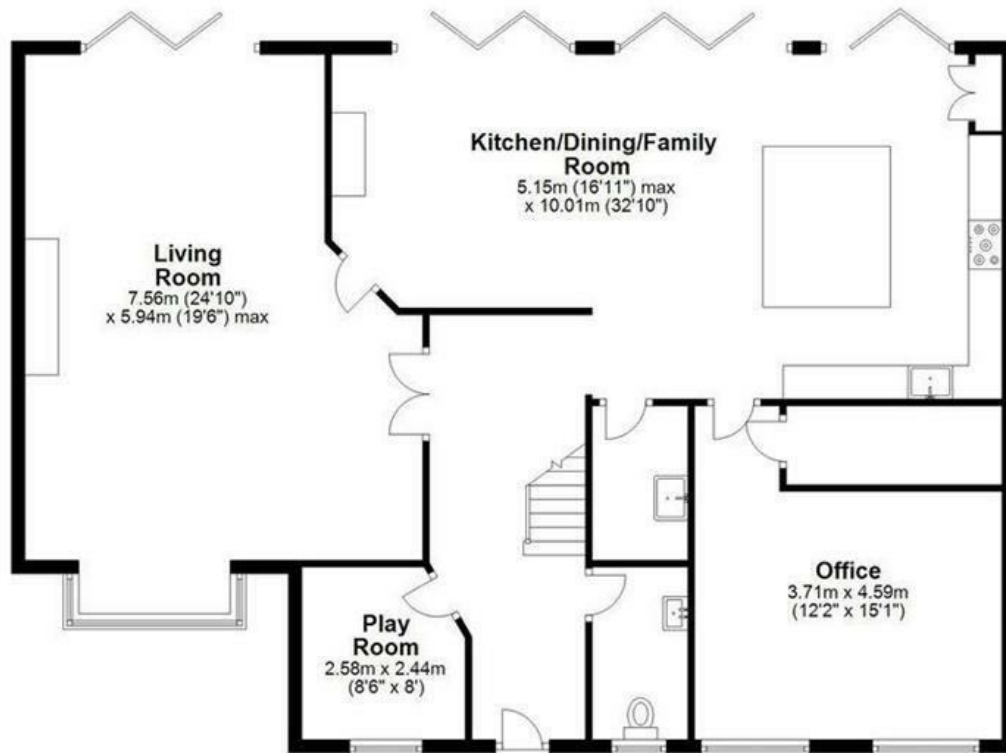 Kitchen/Dining/Family
Room
5.15m (16'11") max
x 10.01m (32'10")
Living
Room
7.56m (24'10")
x 5.94m (19'6") max
Office
3.71m x 4.59m
(12'2" x 15'1")
Play
Room
2.58m x 2.44m
(8'6" x 8')